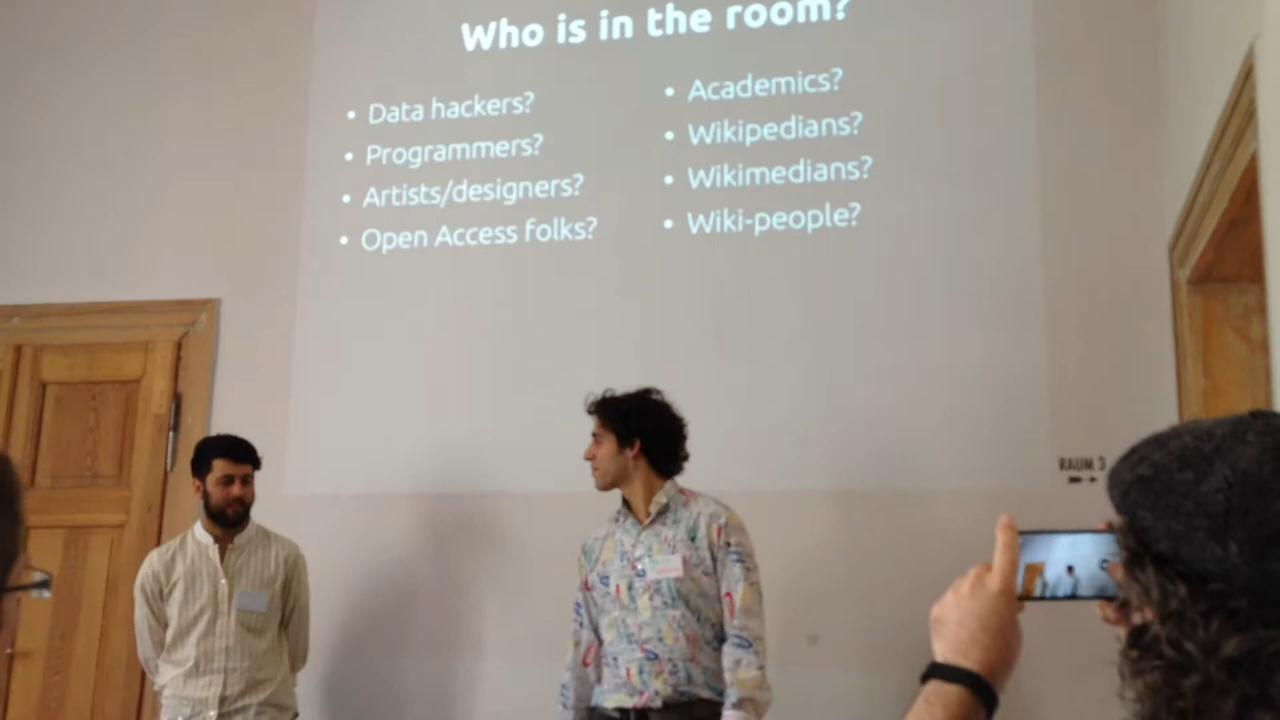 Who is in the room?
• Data hackers?
• Programmers?
• Artists/designers?
• Open Access folks?
• Academics?
• Wikipedians?
• Wikimedians?
• Wiki-people?
RAUM 3